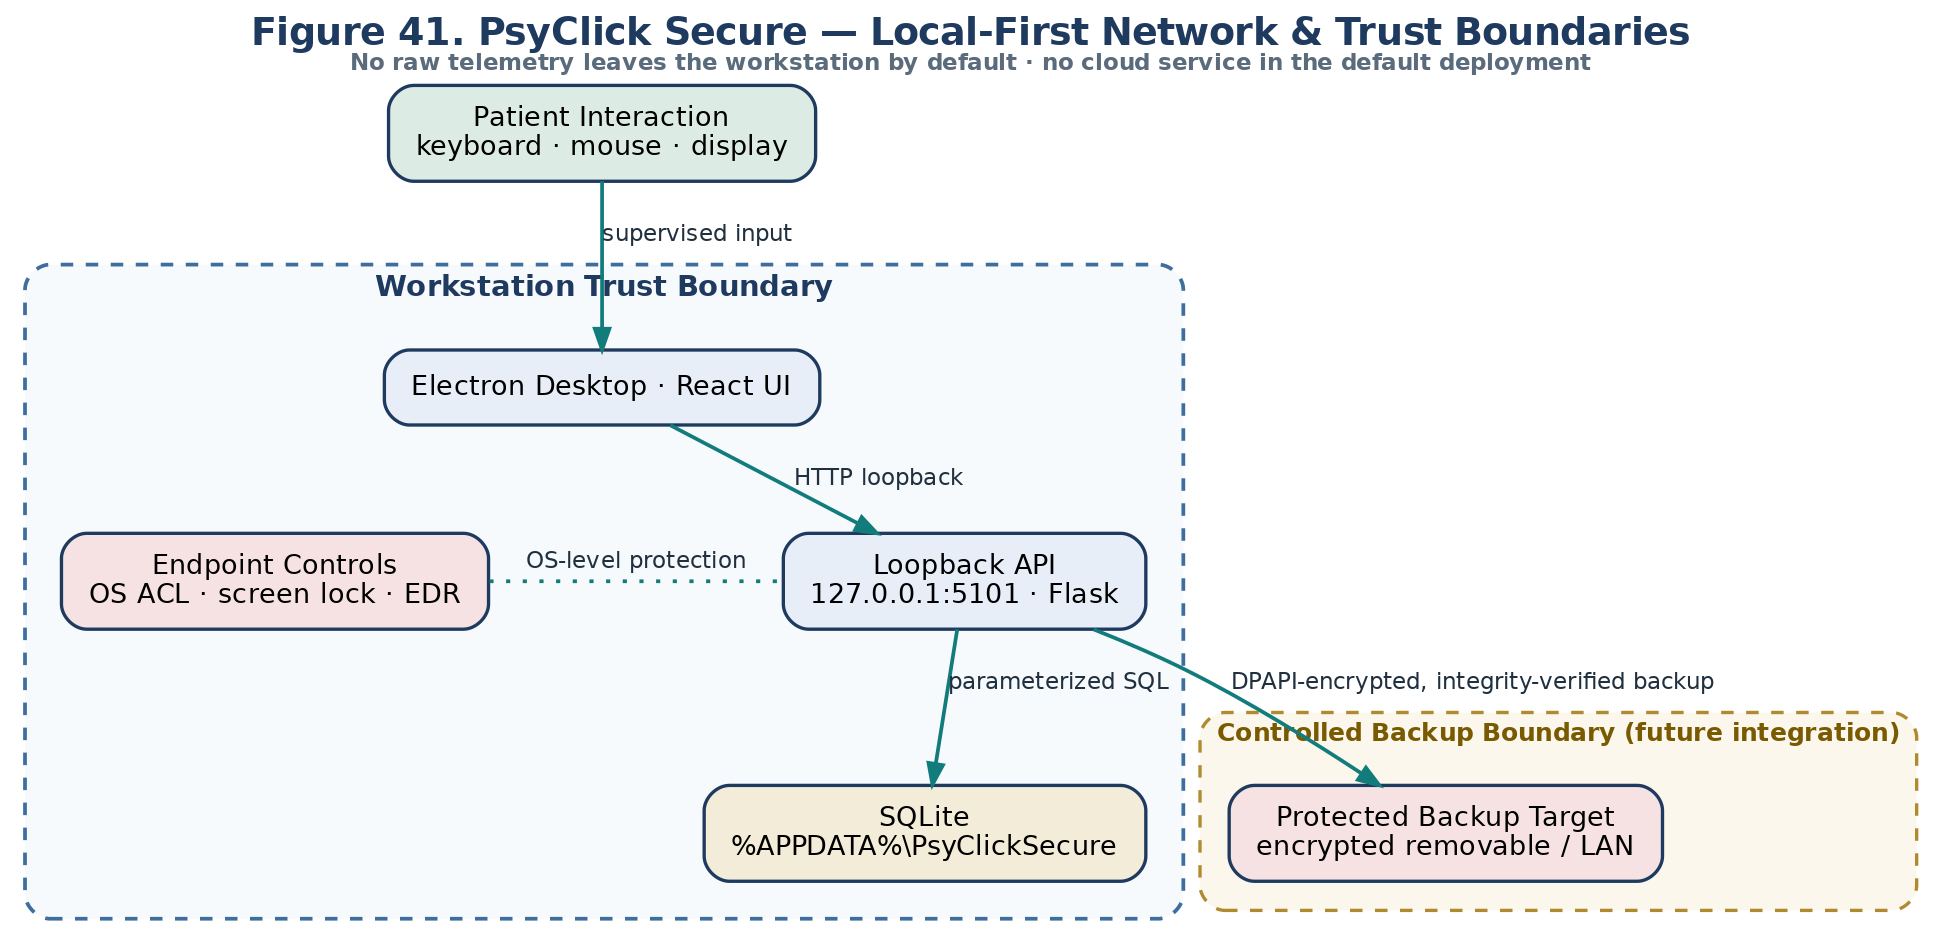 Figure 41. PsyClick Secure — Local-First Network & Trust Boundaries
No raw telemetry leaves the workstation by default · no cloud service in the default deployment
Patient Interaction
keyboard · mouse · display
supervised input
Workstation Trust Boundary
Electron Desktop · React UI
HTTP loopback
Endpoint Controls
OS ACL · screen lock · EDR
OS-level protection
Loopback API
127.0.0.1:5101 · Flask
parameterized SQL
DPAPI-encrypted, integrity-verified backup
Controlled Backup Boundary (future integration)
SQLite
%APPDATA%\PsyClickSecure
Protected Backup Target
encrypted removable / LAN